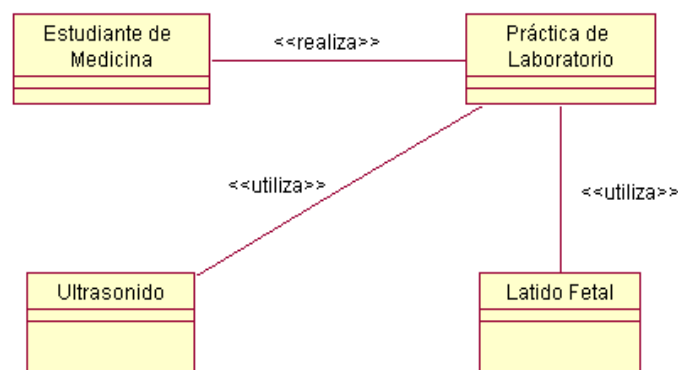 Estudiante de
Medicina
<<realiza>>
Práctica de
Laboratorio
<<utiliza>>
<<utiliza>>
Ultrasonido
Latido Fetal